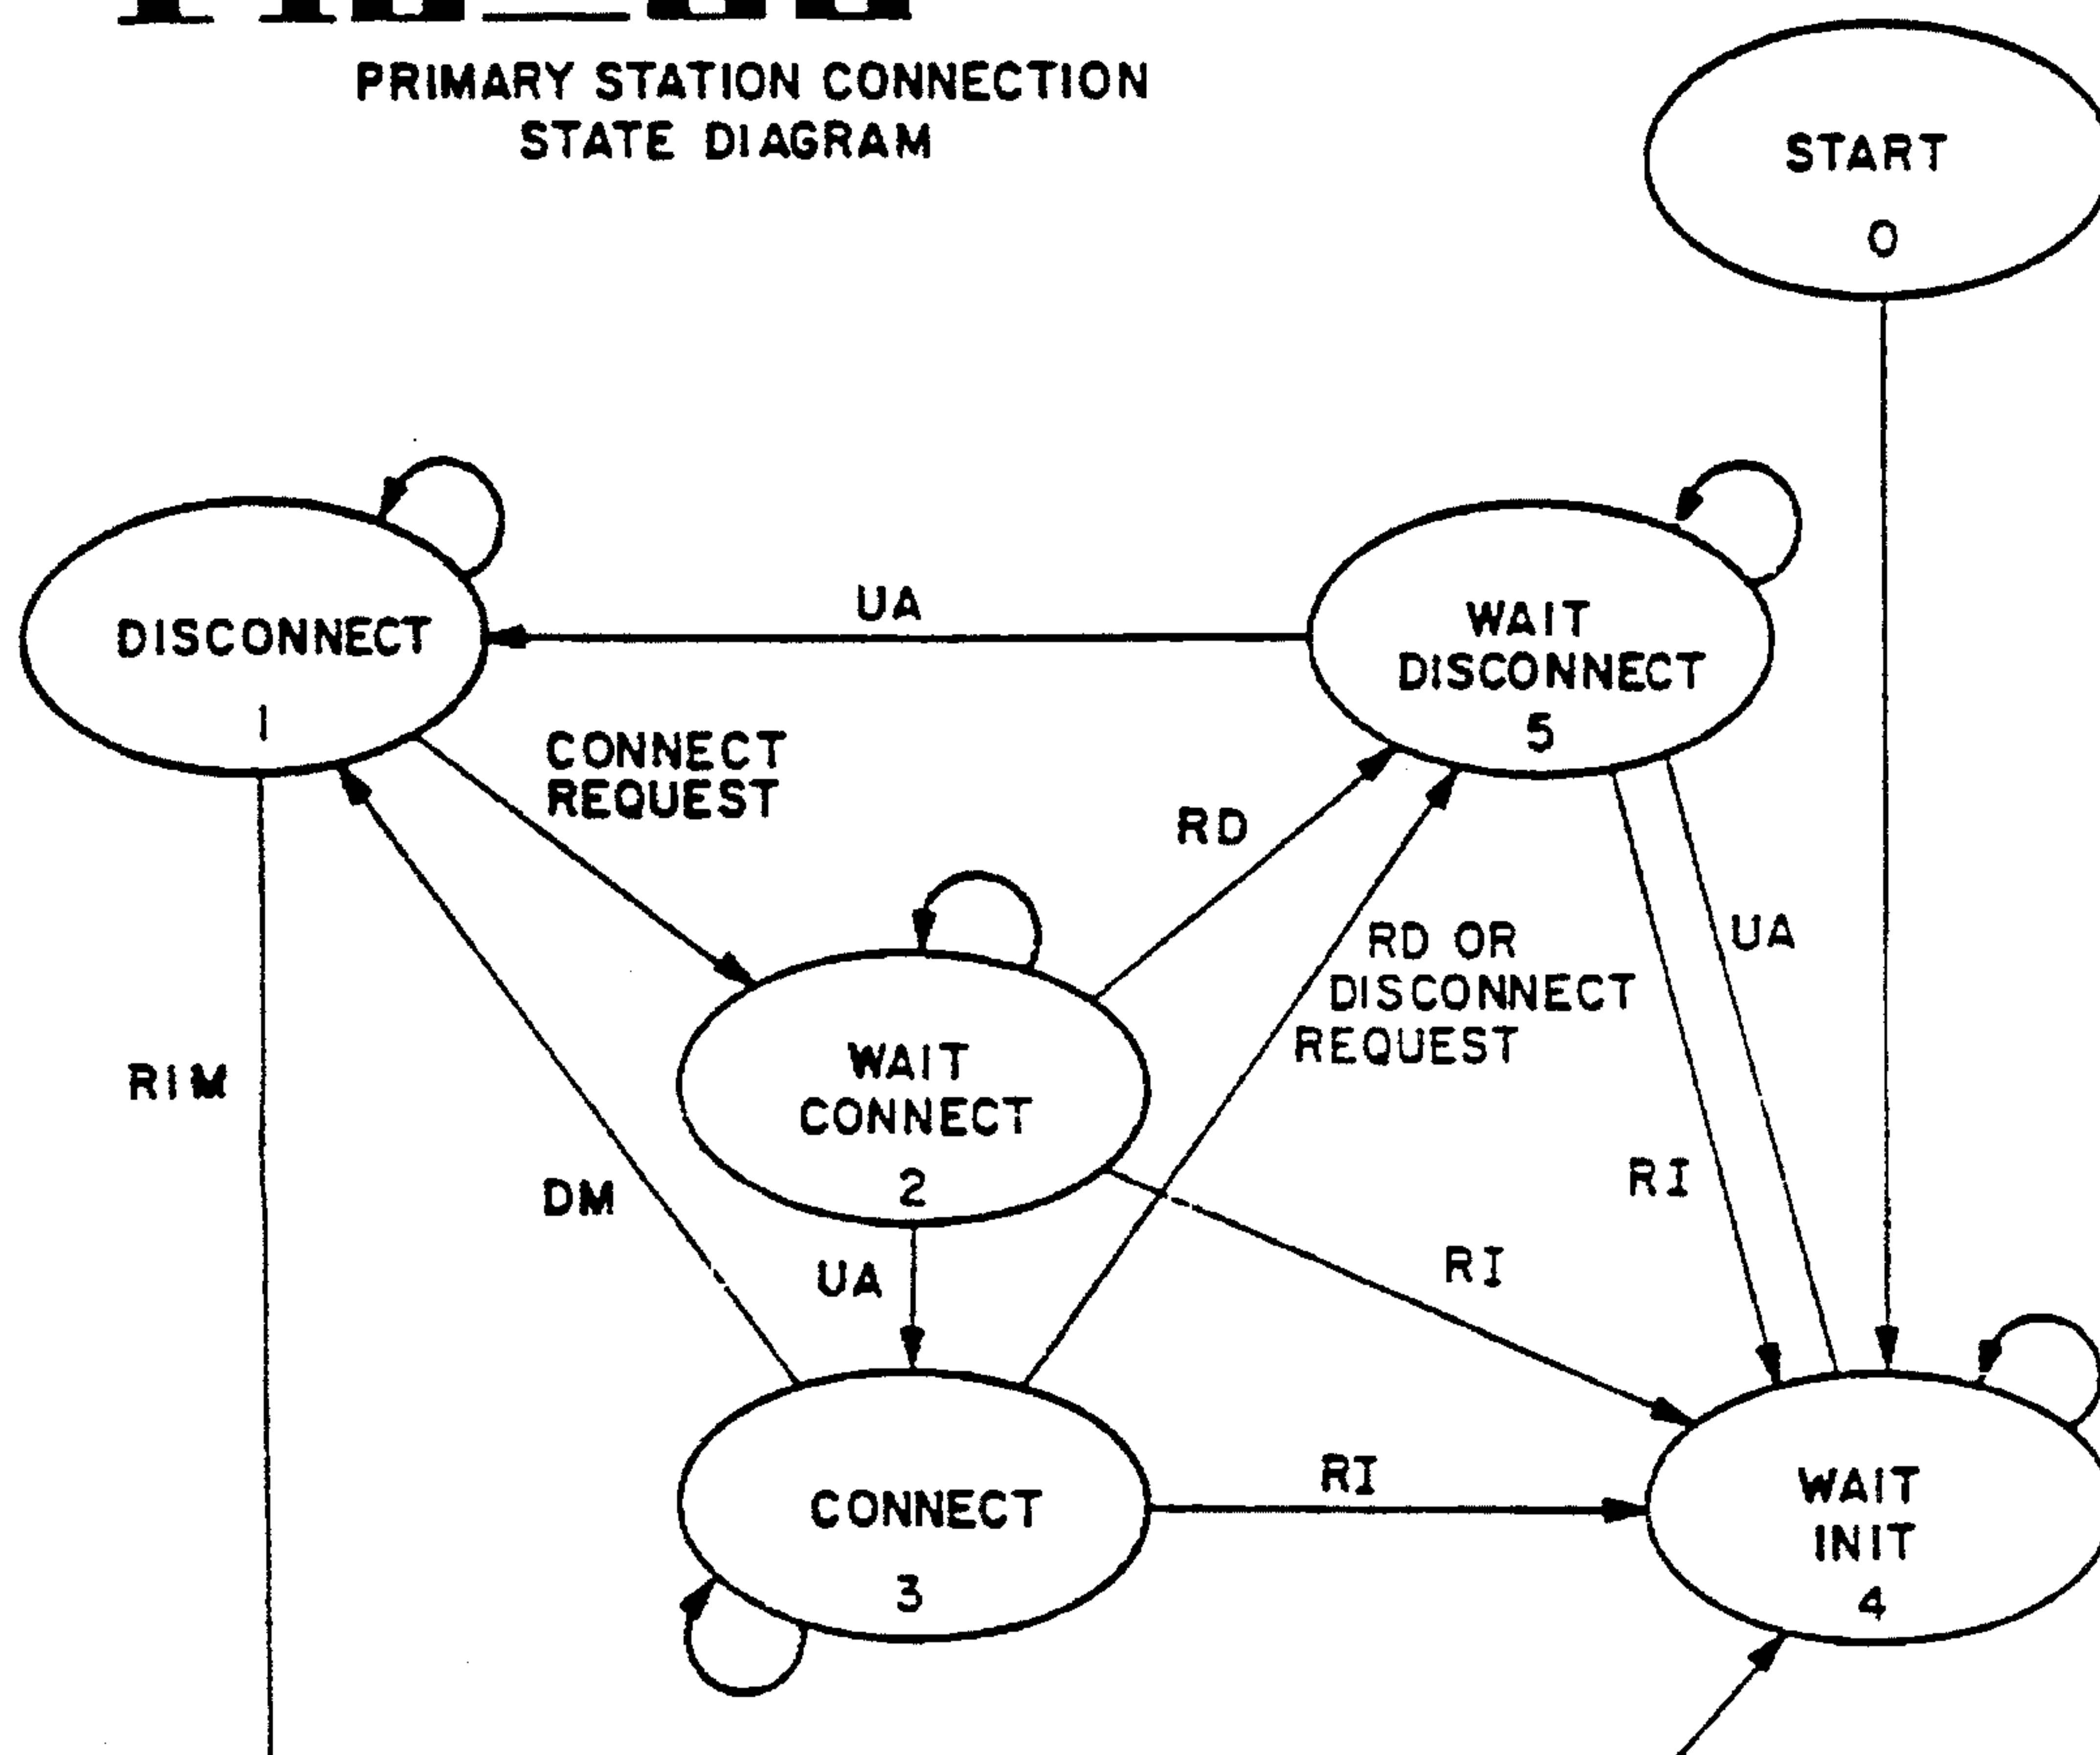 PRIMARY STATION CONNECTION
STATE DIAGRAM
START
0
DISCONNECT
1
UA
WAIT
DISCONNECT
5
CONNECT
REQUEST
RD
RD OR
DISCONNECT
REQUEST
UA
WAIT
CONNECT
2
RIM
DM
UA
RI
RI
CONNECT
3
RI
WAIT
INIT
4